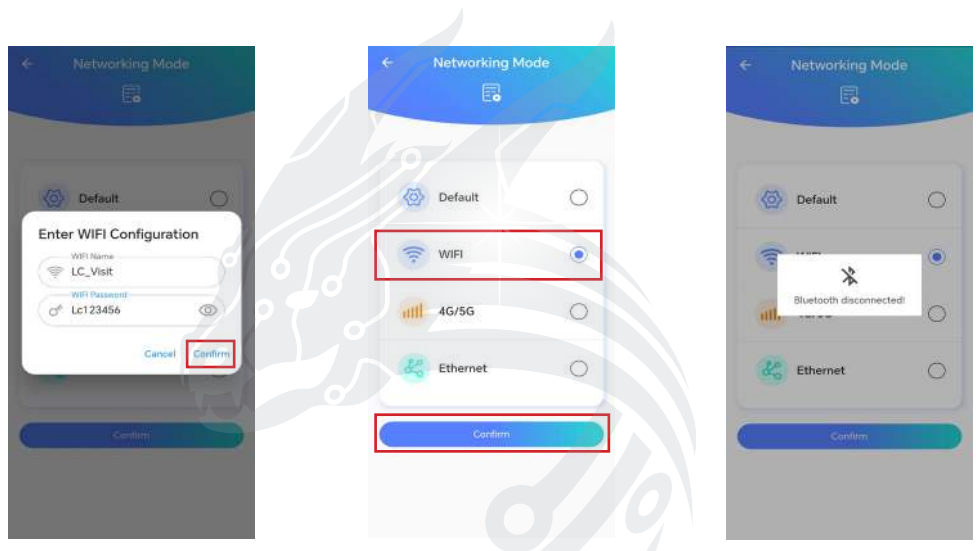 Networking Mode
Default
Enter WIFI Configuration
WIFI Name
LC_Visit
WIFI Password
Lc123456
Cancel Confirm
Confirm
Networking Mode
Default
WIFI
4G/5G
Ethernet
Confirm
Networking Mode
Default
Bluetooth disconnected!
Ethernet
Confirm